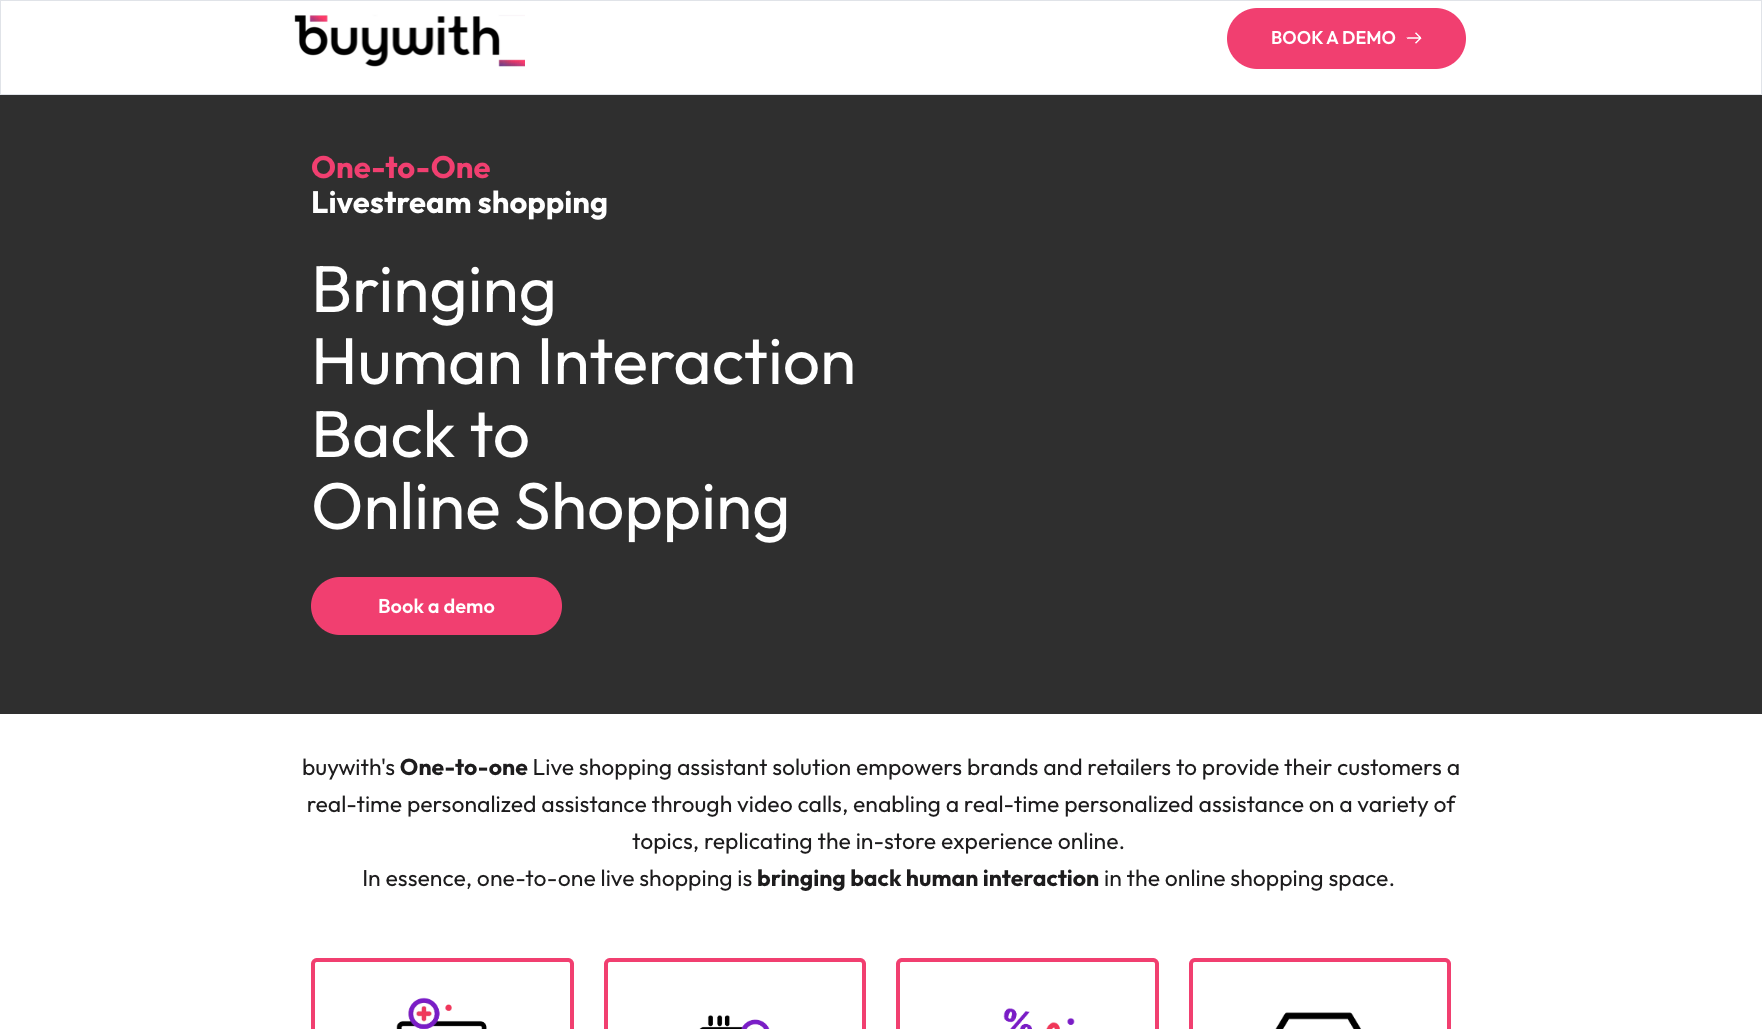 buywith_
BOOK A DEMO →
One-to-One
Livestream shopping
Bringing
Human Interaction
Back to
Online Shopping
Book a demo
buywith's One-to-one Live shopping assistant solution empowers brands and retailers to provide their customers a
real-time personalized assistance through video calls, enabling a real-time personalized assistance on a variety of
topics, replicating the in-store experience online.
In essence, one-to-one live shopping is bringing back human interaction in the online shopping space.
%